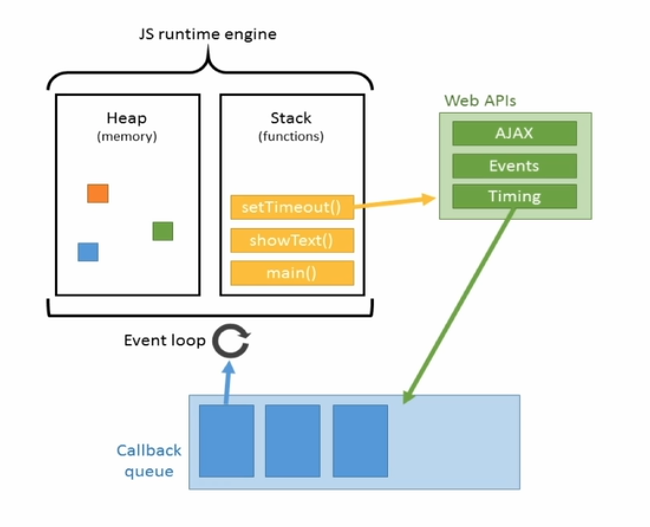 JS runtime engine
Heap
(memory)
Stack
(functions)
setTimeout()
showText()
main()
Web APIs
AJAX
Events
Timing
Event loop
Callback
queue